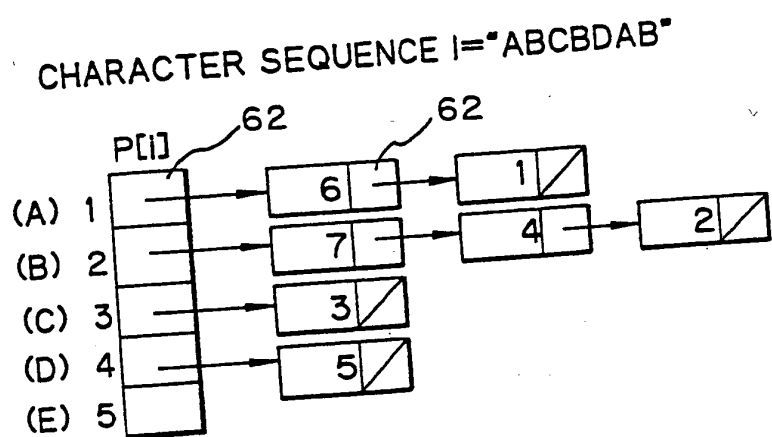 CHARACTER SEQUENCE I="ABCBDAB"
62 62
P[i]
(A) 1 6 1
(B) 2 7 4 2
(C) 3 3
(D) 4 5
(E) 5